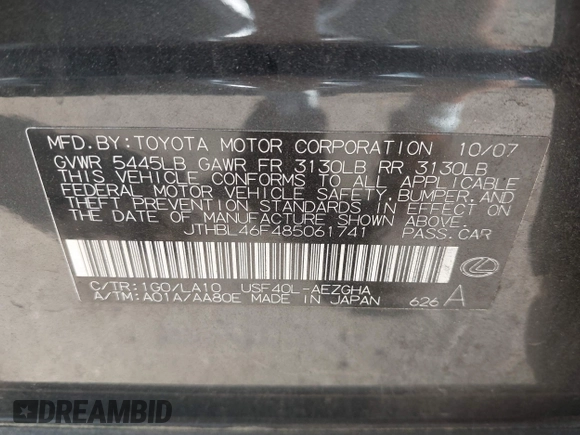 MFD.BY:TOYOTA MOTOR CORPORATION 10/07
GVWR 5445LB GAWR FR 3130LB RR 3130LB
THIS VEHICLE CONFORMS TO ALL APPLICABLE
FEDERAL MOTOR VEHICLE SAFETY, BUMPER, AND
THEFT PREVENTION STANDARDS IN EFFECT ON
THE DATE OF MANUFACTURE SHOWN ABOVE.
JTHBL46F485061741 PASS.CAR
C/TR:1G0/LA10 USF40L-AEZGHA
A/TM:A01A/AA80E MADE IN JAPAN 626 A
DREAMBID